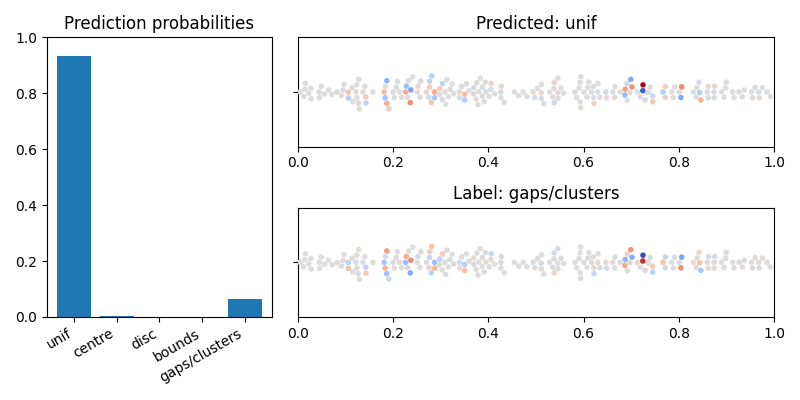 Prediction probabilities
1.0
0.8
0.6
0.4
0.2
0.0
unif
centre
disc
bounds
gaps/clusters
Predicted: unif
0.0 0.2 0.4 0.6 0.8 1.0
Label: gaps/clusters
0.0 0.2 0.4 0.6 0.8 1.0